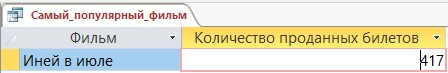 Самый_популярный_фильм
Фильм Количество проданных билетов
Иней в июле 417